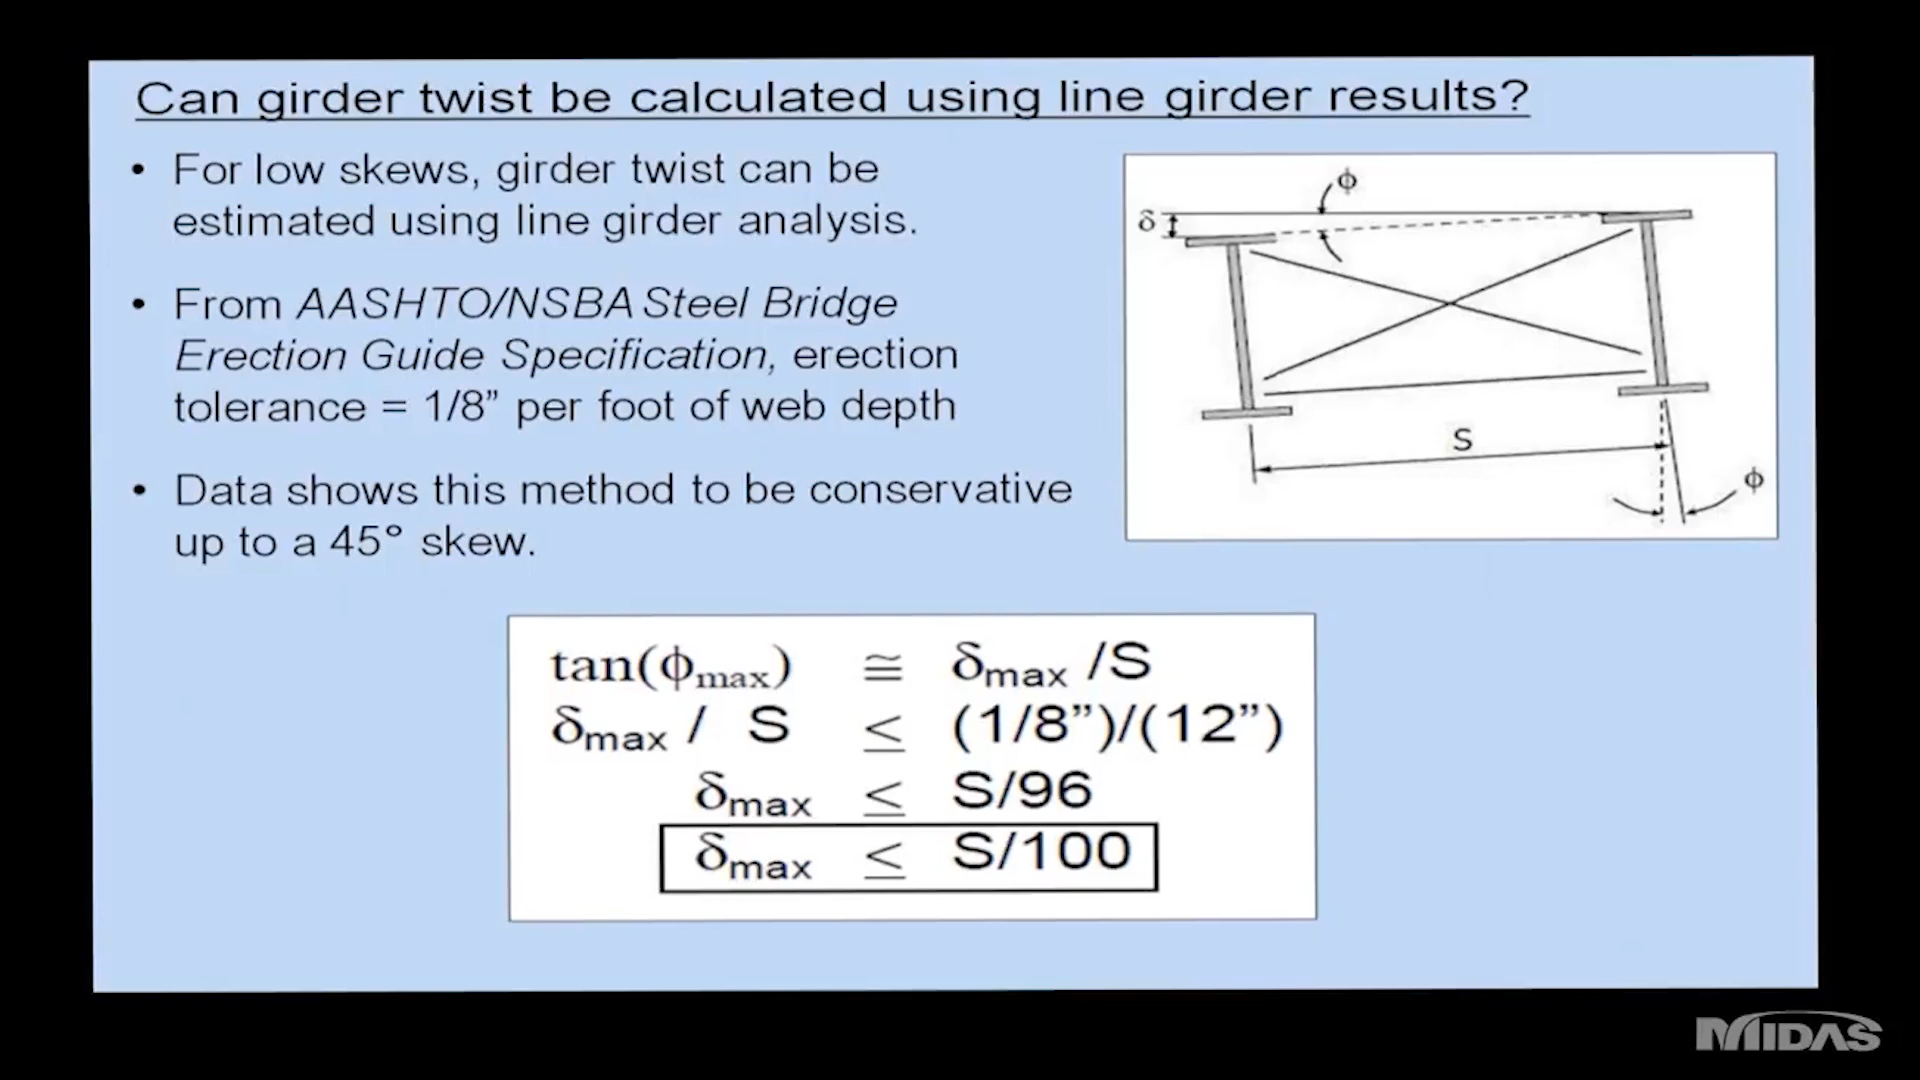 Can girder twist be calculated using line girder results?
• For low skews, girder twist can be
estimated using line girder analysis.
• From AASHTO/NSBA Steel Bridge
Erection Guide Specification, erection
tolerance = 1/8” per foot of web depth
• Data shows this method to be conservative
up to a 45° skew.
ϕ
δ
S
ϕ
tan(ϕmax) ≅ δmax /S
δmax / S ≤ (1/8”)/(12”)
δmax ≤ S/96
δmax ≤ S/100
MIDAS